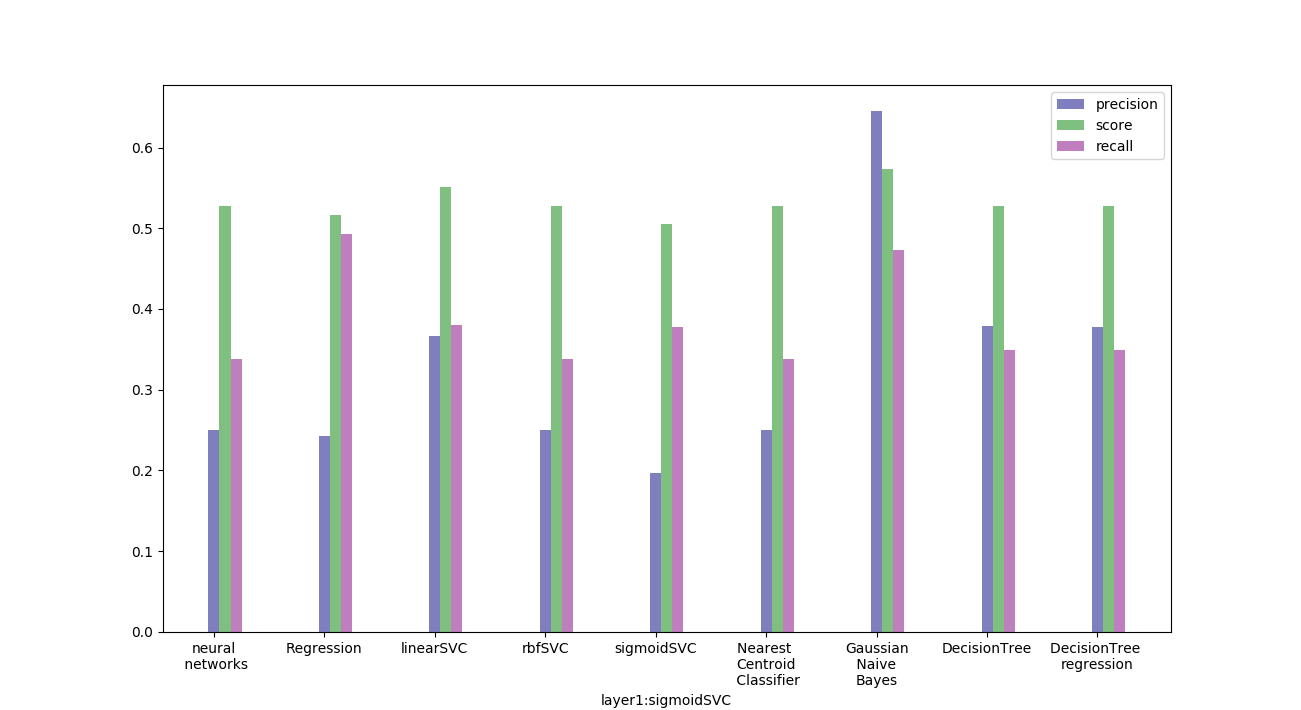 precision
score
recall
0.6
0.5
0.4
0.3
0.2
0.1
0.0
neural
networks
Regression
linearSVC
rbfSVC
sigmoidSVC
Nearest
Centroid
Classifier
Gaussian
Naive
Bayes
DecisionTree
DecisionTree
regression
layer1:sigmoidSVC